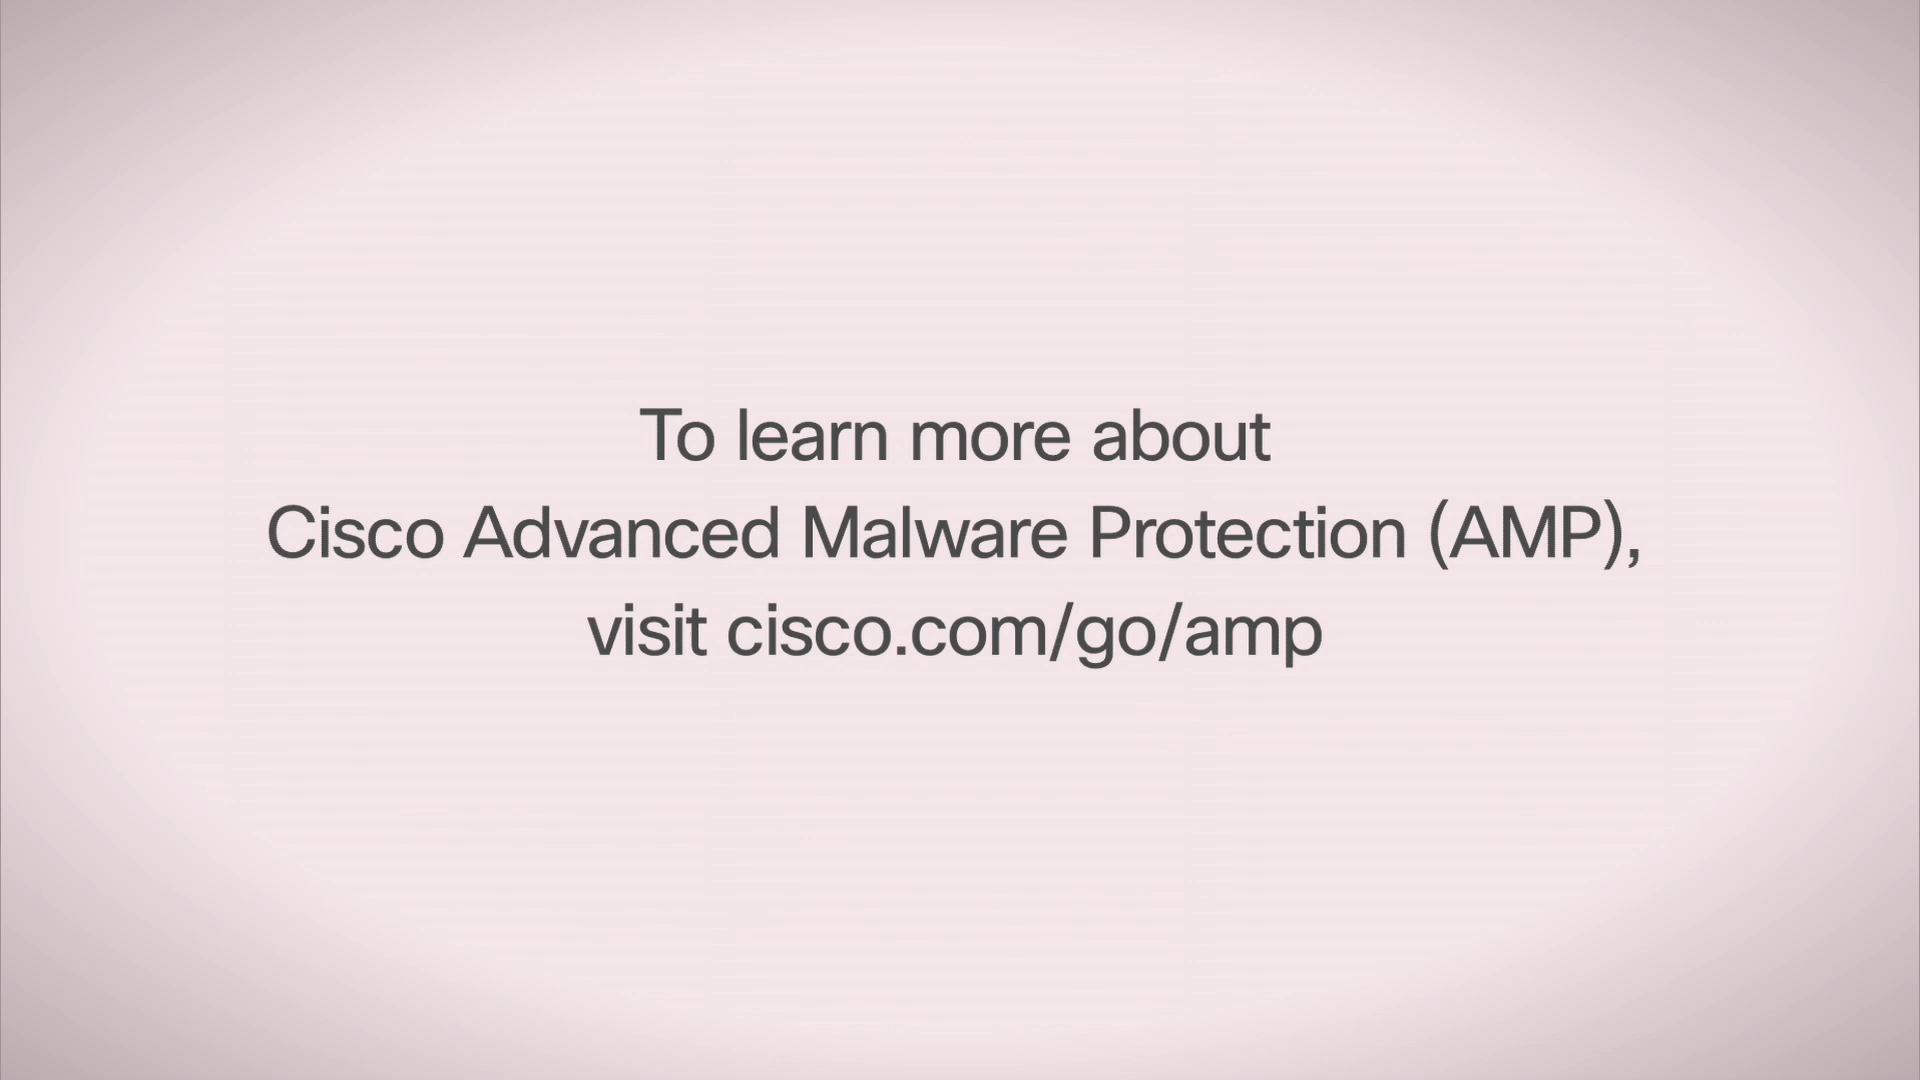 To learn more about
Cisco Advanced Malware Protection (AMP),
visit cisco.com/go/amp